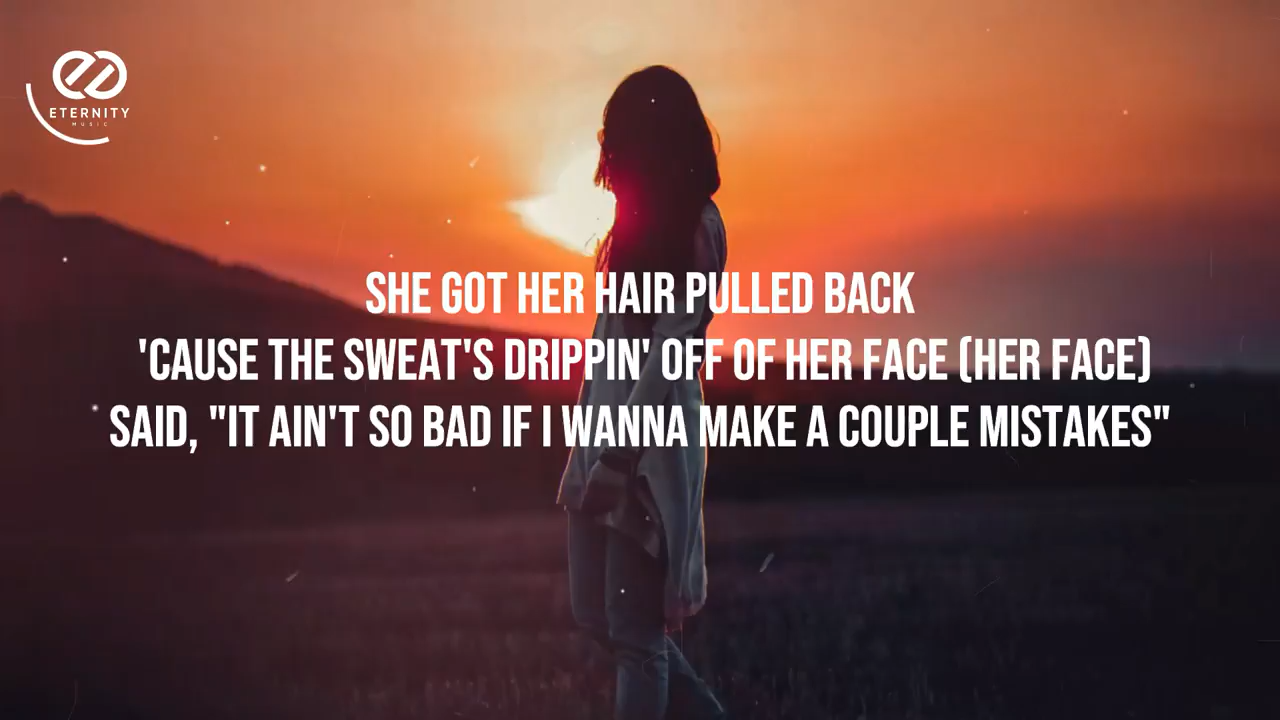 ETERNITY
MUSIC
SHE GOT HER HAIR PULLED BACK
'CAUSE THE SWEAT'S DRIPPIN' OFF OF HER FACE (HER FACE)
SAID, "IT AIN'T SO BAD IF I WANNA MAKE A COUPLE MISTAKES"